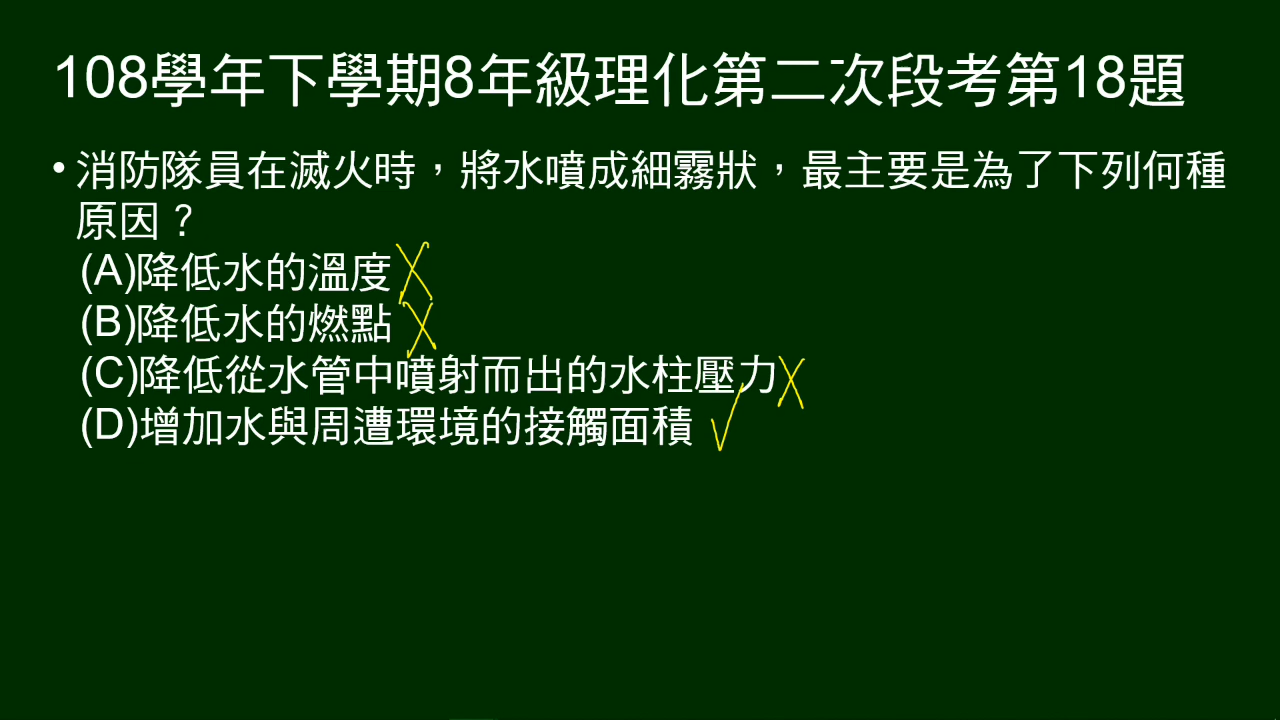 108學年下學期8年級理化第二次段考第18題
• 消防隊員在滅火時，將水噴成細霧狀，最主要是為了下列何種
原因？
(A)降低水的溫度
(B)降低水的燃點
(C)降低從水管中噴射而出的水柱壓力
(D)增加水與周遭環境的接觸面積